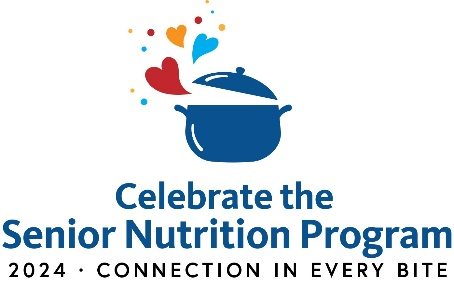 Celebrate the
Senior Nutrition Program
2024 · CONNECTION IN EVERY BITE